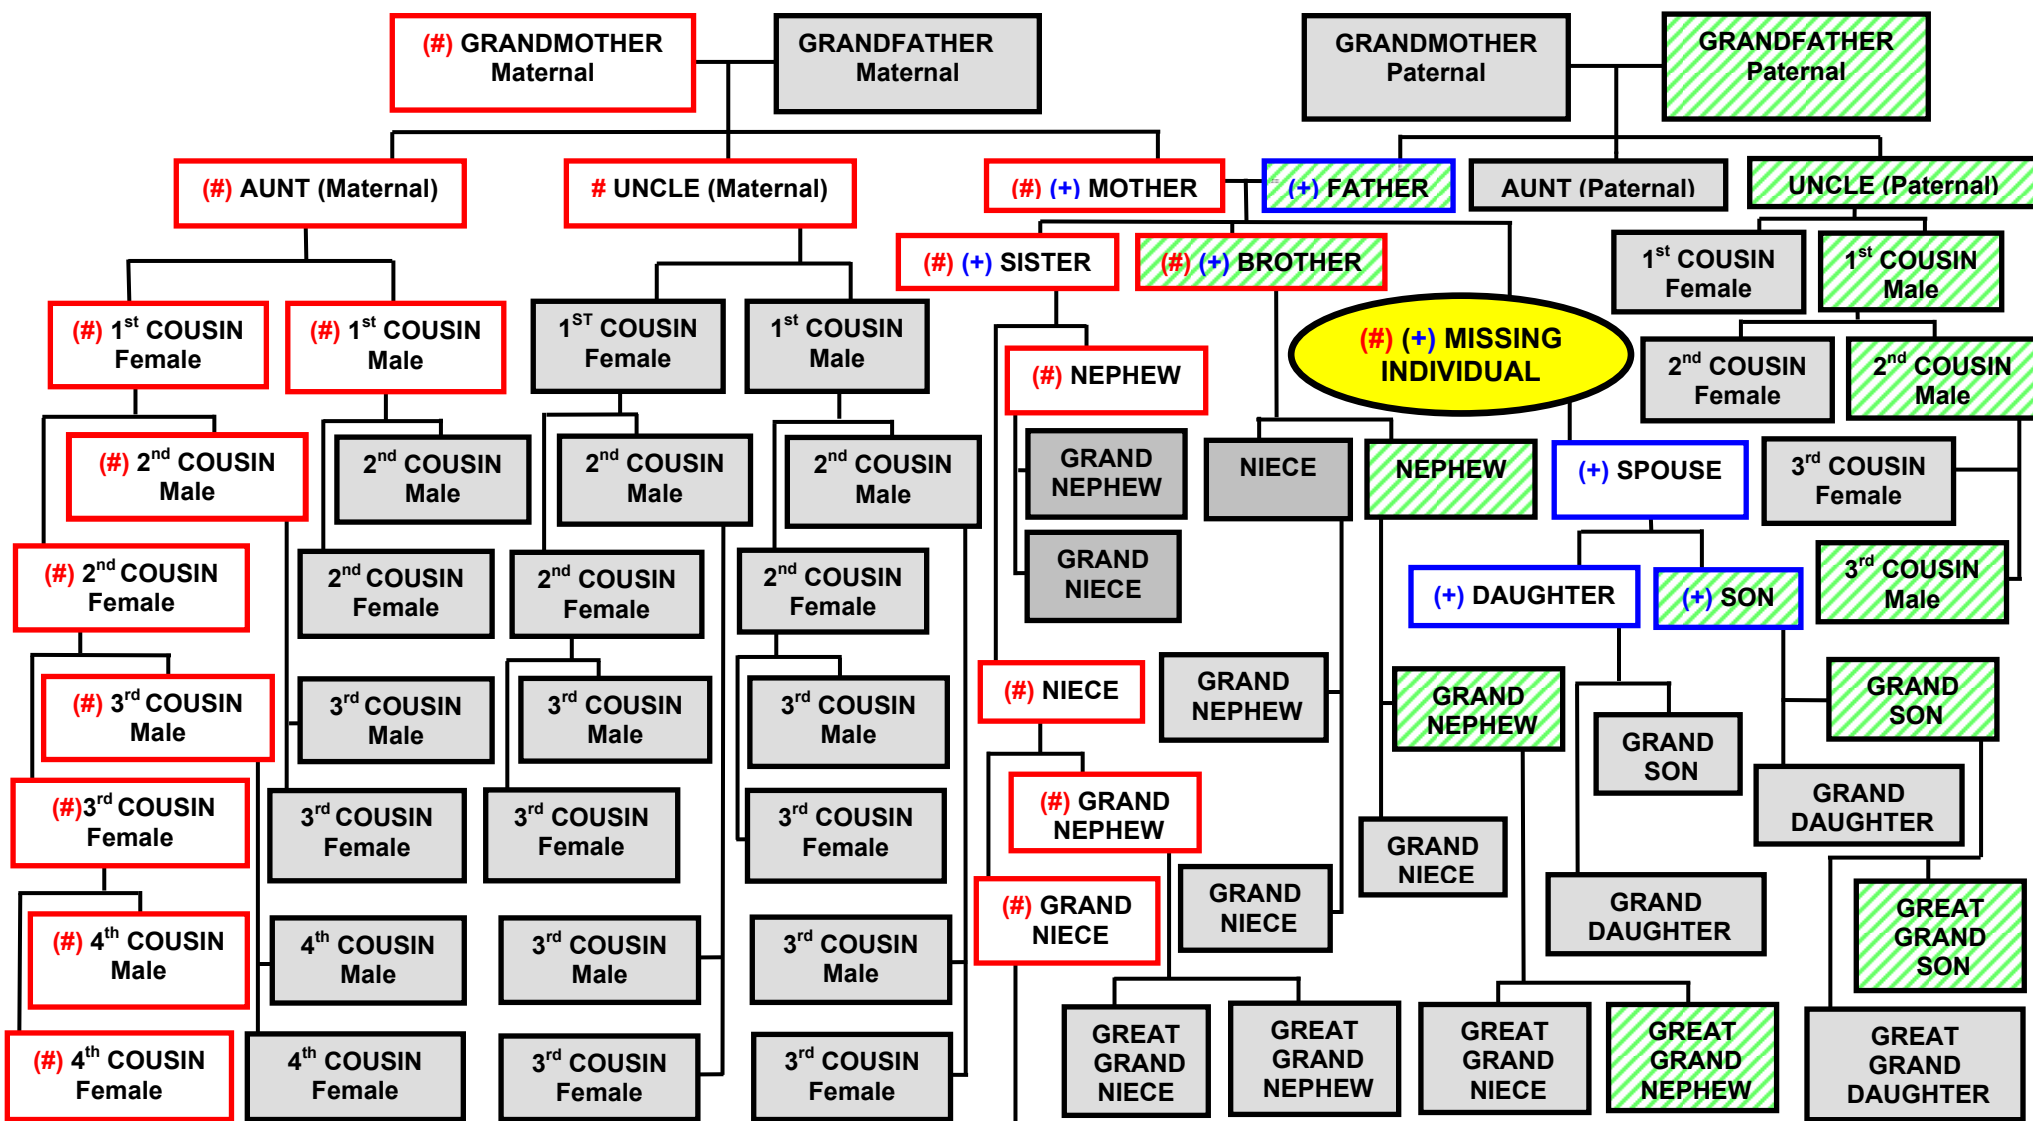 (#) GRANDMOTHER
Maternal
GRANDFATHER
Maternal
GRANDMOTHER
Paternal
GRANDFATHER
Paternal
(#) AUNT (Maternal)
# UNCLE (Maternal)
(#) (+) MOTHER
(+) FATHER
AUNT (Paternal)
UNCLE (Paternal)
(#) (+) SISTER
(#) (+) BROTHER
1st COUSIN
Female
1st COUSIN
Male
(#) 1st COUSIN
Female
(#) 1st COUSIN
Male
1ST COUSIN
Female
1st COUSIN
Male
(#) NEPHEW
(#) (+) MISSING
INDIVIDUAL
2nd COUSIN
Female
2nd COUSIN
Male
(#) 2nd COUSIN
Male
2nd COUSIN
Male
2nd COUSIN
Male
2nd COUSIN
Male
GRAND
NEPHEW
NIECE
NEPHEW
(+) SPOUSE
3rd COUSIN
Female
(#) 2nd COUSIN
Female
2nd COUSIN
Female
2nd COUSIN
Female
2nd COUSIN
Female
GRAND
NIECE
(+) DAUGHTER
(+) SON
3rd COUSIN
Male
(#) 3rd COUSIN
Male
3rd COUSIN
Male
3rd COUSIN
Male
3rd COUSIN
Male
(#) NIECE
GRAND
NEPHEW
GRAND
NEPHEW
GRAND
SON
GRAND
SON
(#)3rd COUSIN
Female
3rd COUSIN
Female
3rd COUSIN
Female
3rd COUSIN
Female
(#) GRAND
NEPHEW
GRAND
NIECE
GRAND
DAUGHTER
(#) GRAND
NIECE
GRAND
NIECE
GRAND
DAUGHTER
GREAT
GRAND
SON
(#) 4th COUSIN
Male
4th COUSIN
Male
3rd COUSIN
Male
3rd COUSIN
Male
(#) 4th COUSIN
Female
4th COUSIN
Female
3rd COUSIN
Female
3rd COUSIN
Female
GREAT
GRAND
NIECE
GREAT
GRAND
NEPHEW
GREAT
GRAND
NIECE
GREAT
GRAND
NEPHEW
GREAT
GRAND
DAUGHTER